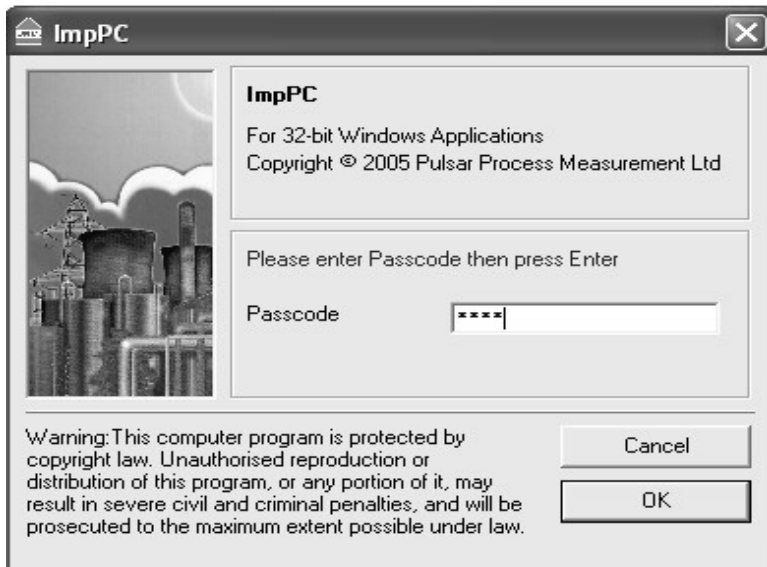 ImpPC
ImpPC
For 32-bit Windows Applications
Copyright © 2005 Pulsar Process Measurement Ltd
Please enter Passcode then press Enter
Passcode
****
Warning:This computer program is protected by
copyright law. Unauthorised reproduction or
distribution of this program, or any portion of it, may
result in severe civil and criminal penalties, and will be
prosecuted to the maximum extent possible under law.
Cancel
OK